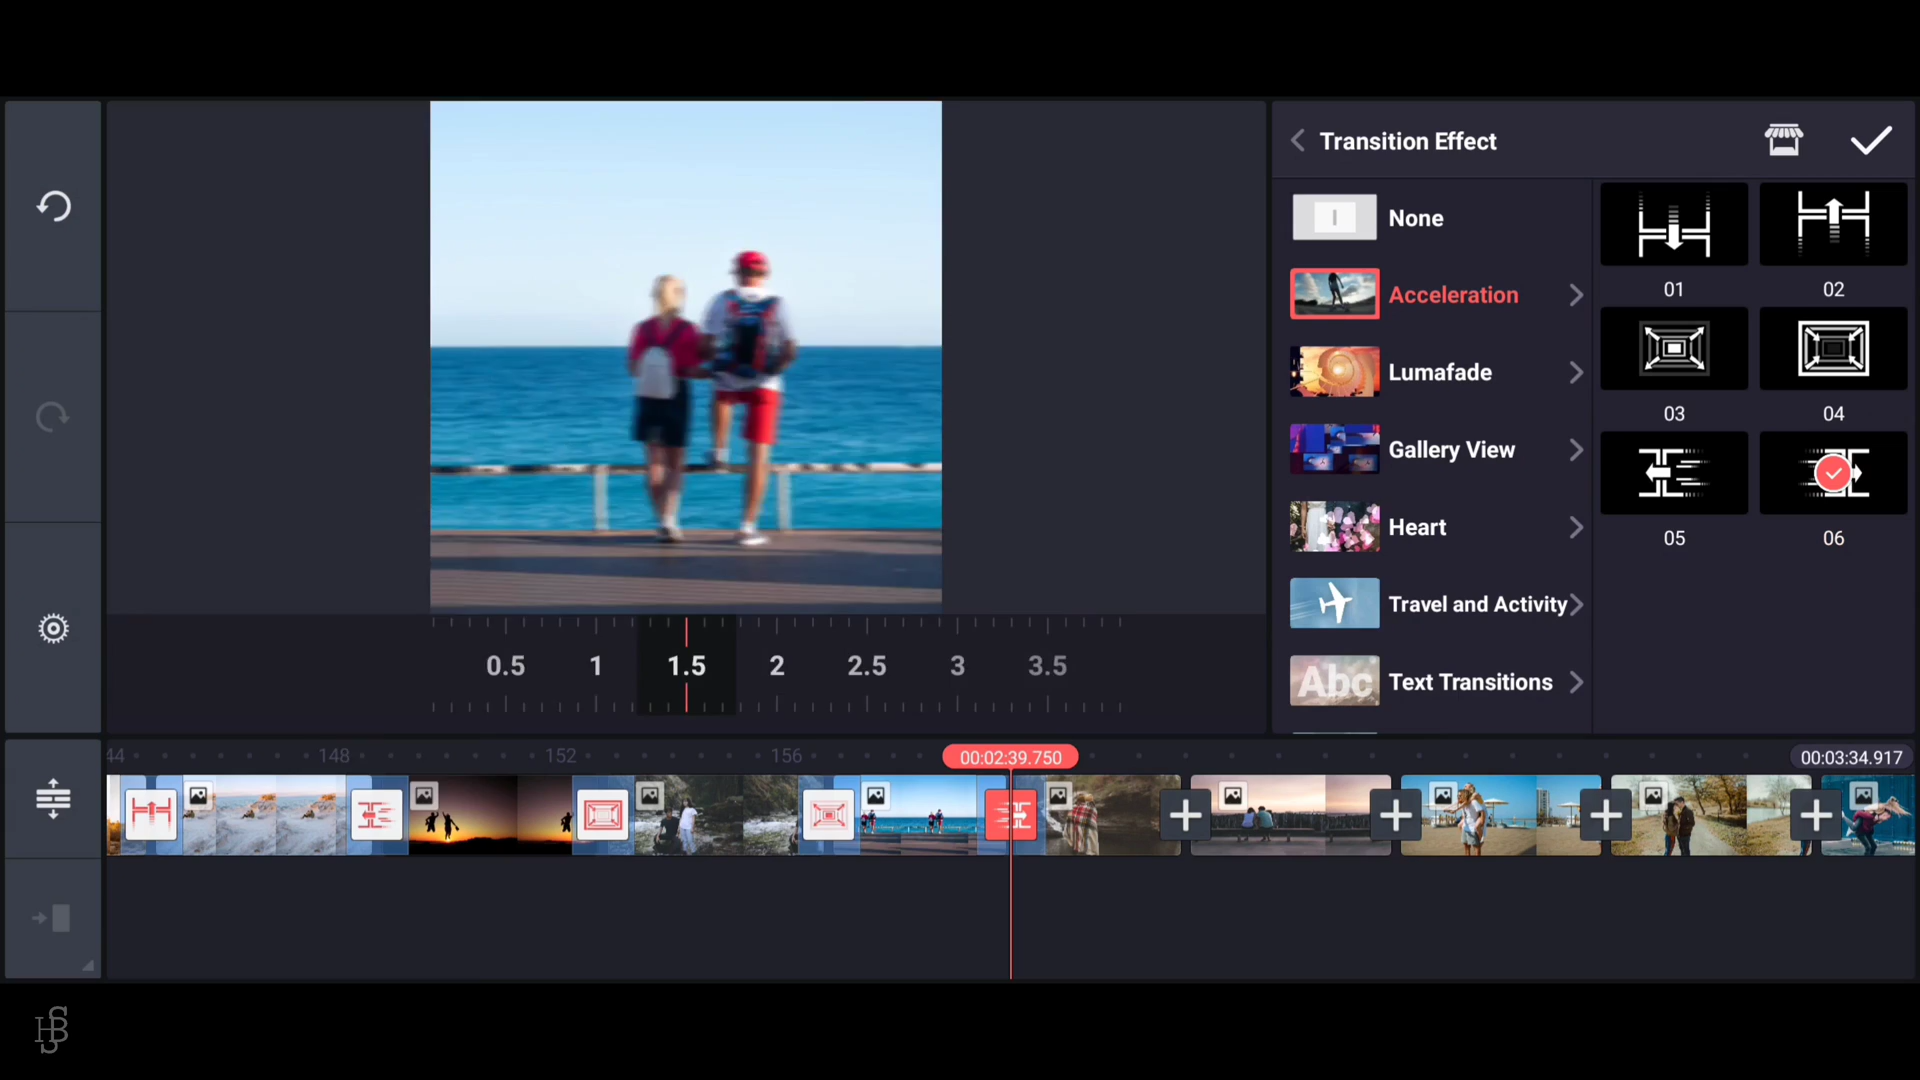 Transition Effect
None
Acceleration
Lumafade
Gallery View
Heart
Travel and Activity
Abc Text Transitions
01 02
03 04
05 06
0.5 1 1.5 2 2.5 3 3.5
44 148 152 156 00:02:39.750 00:03:34.917
HSB